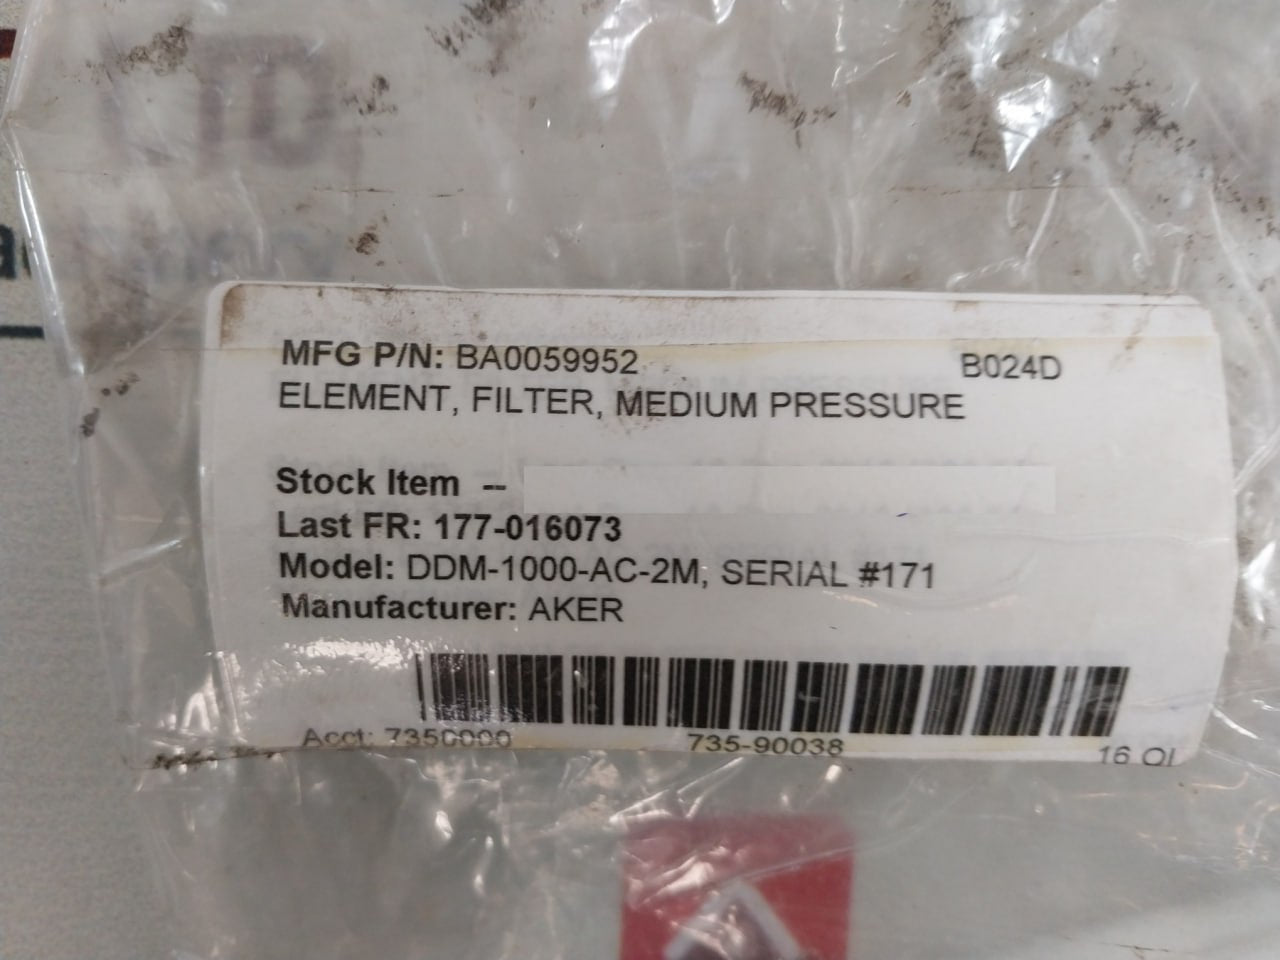 MFG P/N: BA0059952 B024D
ELEMENT, FILTER, MEDIUM PRESSURE
Stock Item --
Last FR: 177-016073
Model: DDM-1000-AC-2M, SERIAL #171
Manufacturer: AKER
Acct: 7350000 735-90038 16